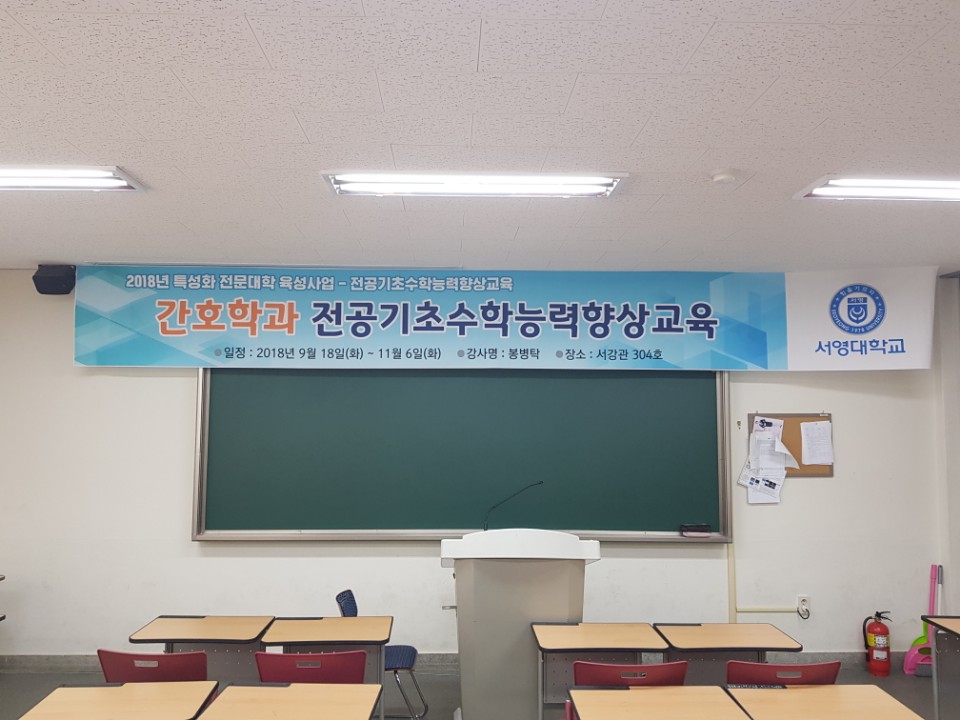 2018년 특성화 전문대학 육성사업 - 전공기초수학능력향상교육
간호학과 전공기초수학능력향상교육
●일정 : 2018년 9월 18일(화) ~ 11월 6일(화) ●강사명 : 봉병탁 ●장소 : 서강관 304호
서영대학교